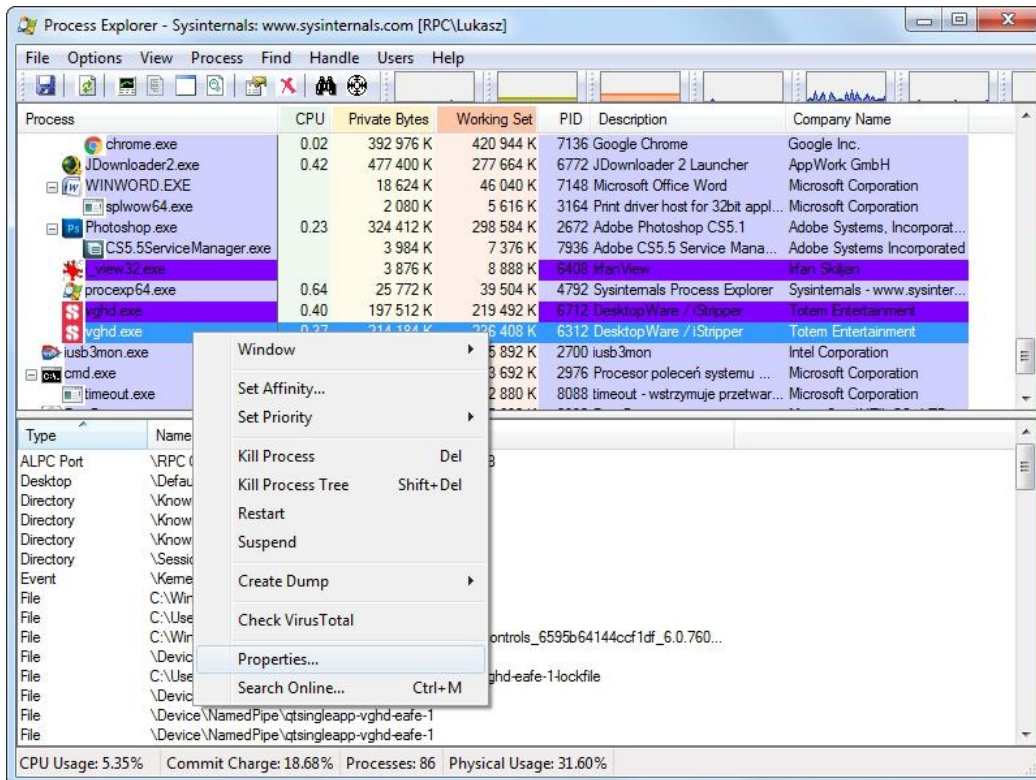 Process Explorer - Sysinternals: www.sysinternals.com [RPC\Lukasz]
File Options View Process Find Handle Users Help
Process CPU Private Bytes Working Set PID Description Company Name
chrome.exe 0.02 392 976 K 420 944 K 7136 Google Chrome Google Inc.
JDownloader2.exe 0.42 477 400 K 277 664 K 6772 JDownloader 2 Launcher AppWork GmbH
WINWORD.EXE 18 624 K 46 040 K 7148 Microsoft Office Word Microsoft Corporation
splwow64.exe 2 080 K 5 616 K 3164 Print driver host for 32bit appl... Microsoft Corporation
Photoshop.exe 0.23 324 412 K 298 584 K 2672 Adobe Photoshop CS5.1 Adobe Systems, Incorporat...
CS5.5ServiceManager.exe 3 984 K 7 376 K 7936 Adobe CS5.5 Service Mana... Adobe Systems Incorporated
i_view32.exe 3 876 K 8 888 K 6408 IrfanView Irfan Skiljan
procexp64.exe 0.64 25 772 K 39 504 K 4792 Sysinternals Process Explorer Sysinternals - www.sysinter...
vghd.exe 0.40 197 512 K 219 492 K 6712 DesktopWare / iStripper Totem Entertainment
vghd.exe 0.37 214 184 K 236 408 K 6312 DesktopWare / iStripper Totem Entertainment
iusb3mon.exe 5 892 K 2700 iusb3mon Intel Corporation
cmd.exe 3 692 K 2976 Procesor poleceń systemu ... Microsoft Corporation
timeout.exe 2 880 K 8088 timeout - wstrzymuje przetwar... Microsoft Corporation
Window
Set Affinity...
Set Priority
Kill Process Del
Kill Process Tree Shift+Del
Restart
Suspend
Create Dump
Check VirusTotal
Properties...
Search Online... Ctrl+M
Type Name
ALPC Port \RPC
Desktop \Defau
Directory \Know
Directory \Know
Directory \Know
Directory \Sessi
Event \Kerne
File C:\Win
File C:\Use
File C:\Win ontrols_6595b64144ccf1df_6.0.760...
File \Devic
File C:\Use ghd-eafe-1-lockfile
File \Devic
File \Device\NamedPipe\qtsingleapp-vghd-eafe-1
File \Device\NamedPipe\qtsingleapp-vghd-eafe-1
CPU Usage: 5.35% Commit Charge: 18.68% Processes: 86 Physical Usage: 31.60%